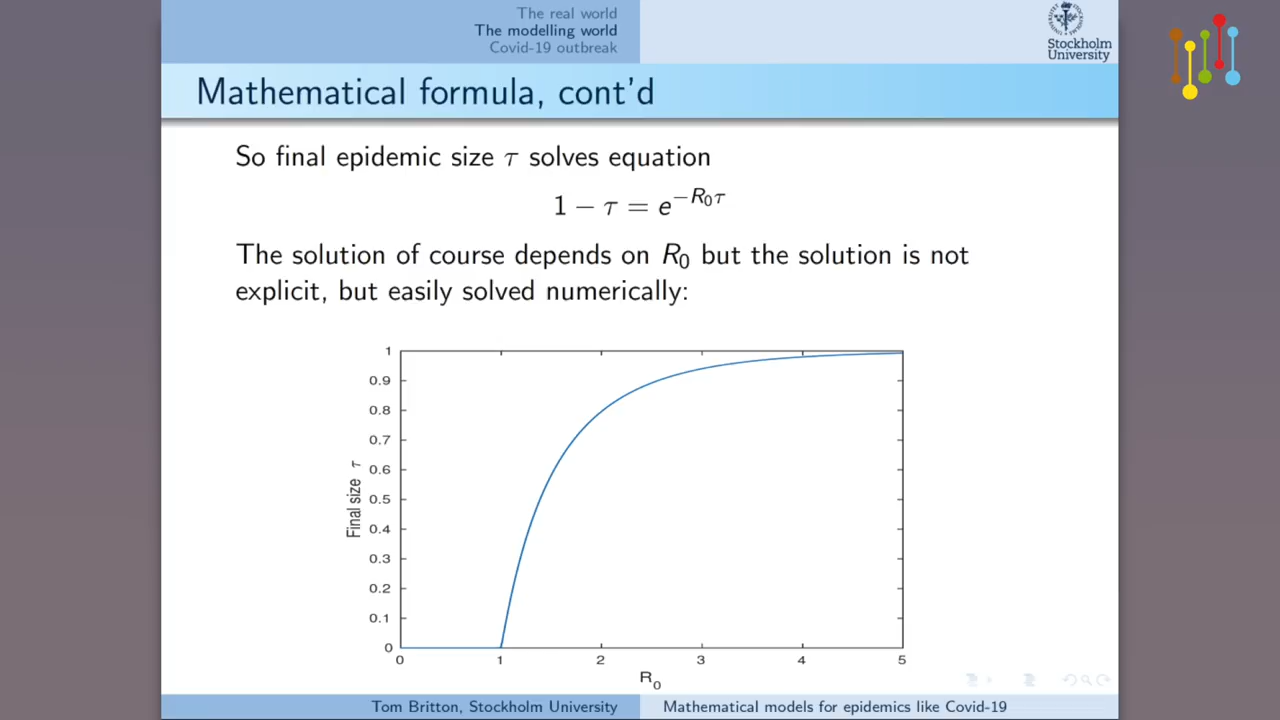 The real world
The modelling world
Covid-19 outbreak
Stockholm
University
Mathematical formula, cont'd
So final epidemic size τ solves equation
1 − τ = e^{−R₀τ}
The solution of course depends on R₀ but the solution is not
explicit, but easily solved numerically:
1
0.9
0.8
0.7
0.6
0.5
0.4
0.3
0.2
0.1
0
Final size τ
0 1 2 3 4 5
R₀
Tom Britton, Stockholm University
Mathematical models for epidemics like Covid-19